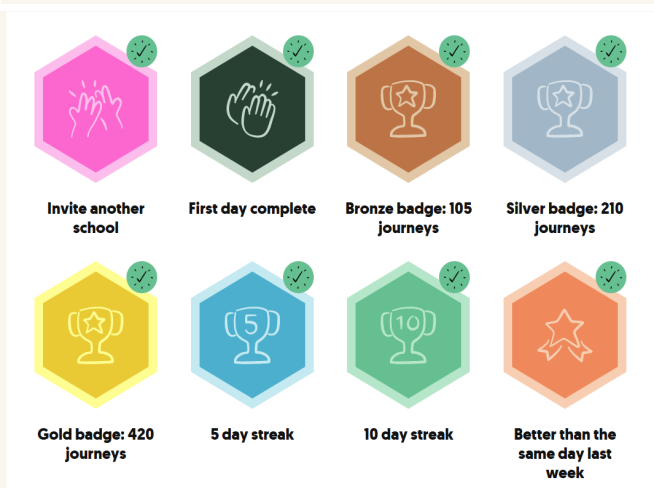 Invite another
school
First day complete
Bronze badge: 105
journeys
Silver badge: 210
journeys
5
10
Gold badge: 420
journeys
5 day streak
10 day streak
Better than the
same day last
week